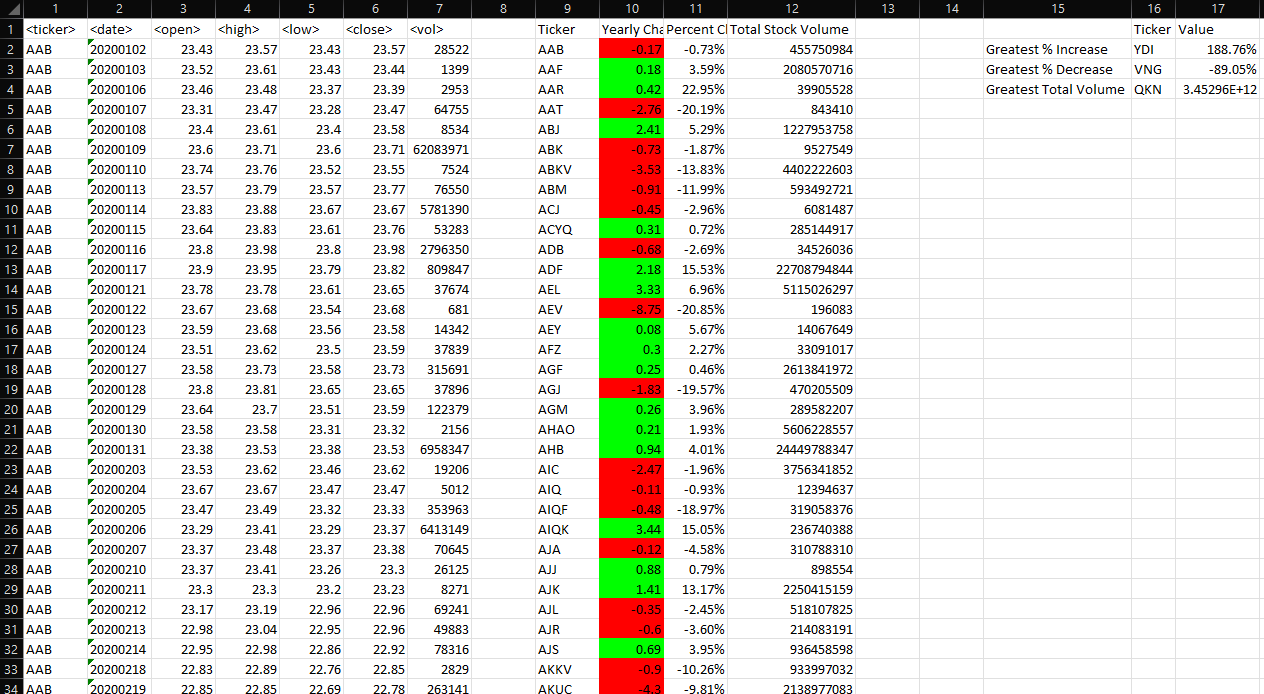 1 2 3 4 5 6 7 8 9 10 11 12 13 14 15 16 17
1 <ticker> <date> <open> <high> <low> <close> <vol> Ticker Yearly Cha Percent Cl Total Stock Volume Ticker Value
2 AAB 20200102 23.43 23.57 23.43 23.57 28522 AAB -0.17 -0.73% 455750984 Greatest % Increase YDI 188.76%
3 AAB 20200103 23.52 23.61 23.43 23.44 1399 AAF 0.18 3.59% 2080570716 Greatest % Decrease VNG -89.05%
4 AAB 20200106 23.46 23.48 23.37 23.39 2953 AAR 0.42 22.95% 39905528 Greatest Total Volume QKN 3.45296E+12
5 AAB 20200107 23.31 23.47 23.28 23.47 64755 AAT -2.76 -20.19% 843410
6 AAB 20200108 23.4 23.61 23.4 23.58 8534 ABJ 2.41 5.29% 1227953758
7 AAB 20200109 23.6 23.71 23.6 23.71 62083971 ABK -0.73 -1.87% 9527549
8 AAB 20200110 23.74 23.76 23.52 23.55 7524 ABKV -3.53 -13.83% 4402222603
9 AAB 20200113 23.57 23.79 23.57 23.77 76550 ABM -0.91 -11.99% 593492721
10 AAB 20200114 23.83 23.88 23.67 23.67 5781390 ACJ -0.45 -2.96% 6081487
11 AAB 20200115 23.64 23.83 23.61 23.76 53283 ACYQ 0.31 0.72% 285144917
12 AAB 20200116 23.8 23.98 23.8 23.98 2796350 ADB -0.68 -2.69% 34526036
13 AAB 20200117 23.9 23.95 23.79 23.82 809847 ADF 2.18 15.53% 22708794844
14 AAB 20200121 23.78 23.78 23.61 23.65 37674 AEL 3.33 6.96% 5115026297
15 AAB 20200122 23.67 23.68 23.54 23.68 681 AEV -8.75 -20.85% 196083
16 AAB 20200123 23.59 23.68 23.56 23.58 14342 AEY 0.08 5.67% 14067649
17 AAB 20200124 23.51 23.62 23.5 23.59 37839 AFZ 0.3 2.27% 33091017
18 AAB 20200127 23.58 23.73 23.58 23.73 315691 AGF 0.25 0.46% 2613841972
19 AAB 20200128 23.8 23.81 23.65 23.65 37896 AGJ -1.83 -19.57% 470205509
20 AAB 20200129 23.64 23.7 23.51 23.59 122379 AGM 0.26 3.96% 289582207
21 AAB 20200130 23.58 23.58 23.31 23.32 2156 AHAO 0.21 1.93% 5606228557
22 AAB 20200131 23.38 23.53 23.38 23.53 6958347 AHB 0.94 4.01% 24449788347
23 AAB 20200203 23.53 23.62 23.46 23.62 19206 AIC -2.47 -1.96% 3756341852
24 AAB 20200204 23.67 23.67 23.47 23.47 5012 AIQ -0.11 -0.93% 12394637
25 AAB 20200205 23.47 23.49 23.32 23.33 353963 AIQF -0.48 -18.97% 319058376
26 AAB 20200206 23.29 23.41 23.29 23.37 6413149 AIQK 3.44 15.05% 236740388
27 AAB 20200207 23.37 23.48 23.37 23.38 70645 AJA -0.12 -4.58% 310788310
28 AAB 20200210 23.37 23.41 23.26 23.3 26125 AJJ 0.88 0.79% 898554
29 AAB 20200211 23.3 23.3 23.2 23.23 8271 AJK 1.41 13.17% 2250415159
30 AAB 20200212 23.17 23.19 22.96 22.96 69241 AJL -0.35 -2.45% 518107825
31 AAB 20200213 22.98 23.04 22.95 22.96 49883 AJR -0.6 -3.60% 214083191
32 AAB 20200214 22.95 22.98 22.86 22.92 78316 AJS 0.69 3.95% 936458598
33 AAB 20200218 22.83 22.89 22.76 22.85 2829 AKKV -0.9 -10.26% 933997032
34 AAB 20200219 22.85 22.85 22.69 22.78 263141 AKUC -4.3 -9.81% 2138977083